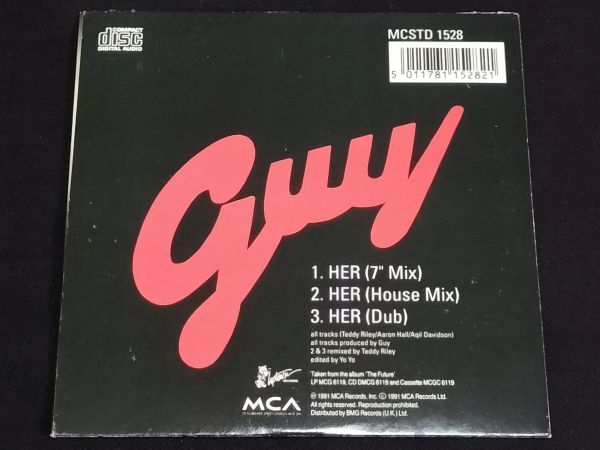 COMPACT
disc
DIGITAL AUDIO
MCSTD 1528
5 011781 152821
Guy
1. HER (7" Mix)
2. HER (House Mix)
3. HER (Dub)
all tracks (Teddy Riley/Aaron Hall/Aqil Davidson)
all tracks produced by Guy
2 & 3 remixed by Teddy Riley
edited by Yo Yo
Taken from the album 'The Future'
LP MCG 6119, CD DMCG 6119 and Cassette MCGC 6119
Uptown
RECORDS
MCA
℗ 1991 MCA Records, Inc. © 1991 MCA Records Ltd.
All rights reserved. Reproduction prohibited.
Distributed by BMG Records (U.K.) Ltd.